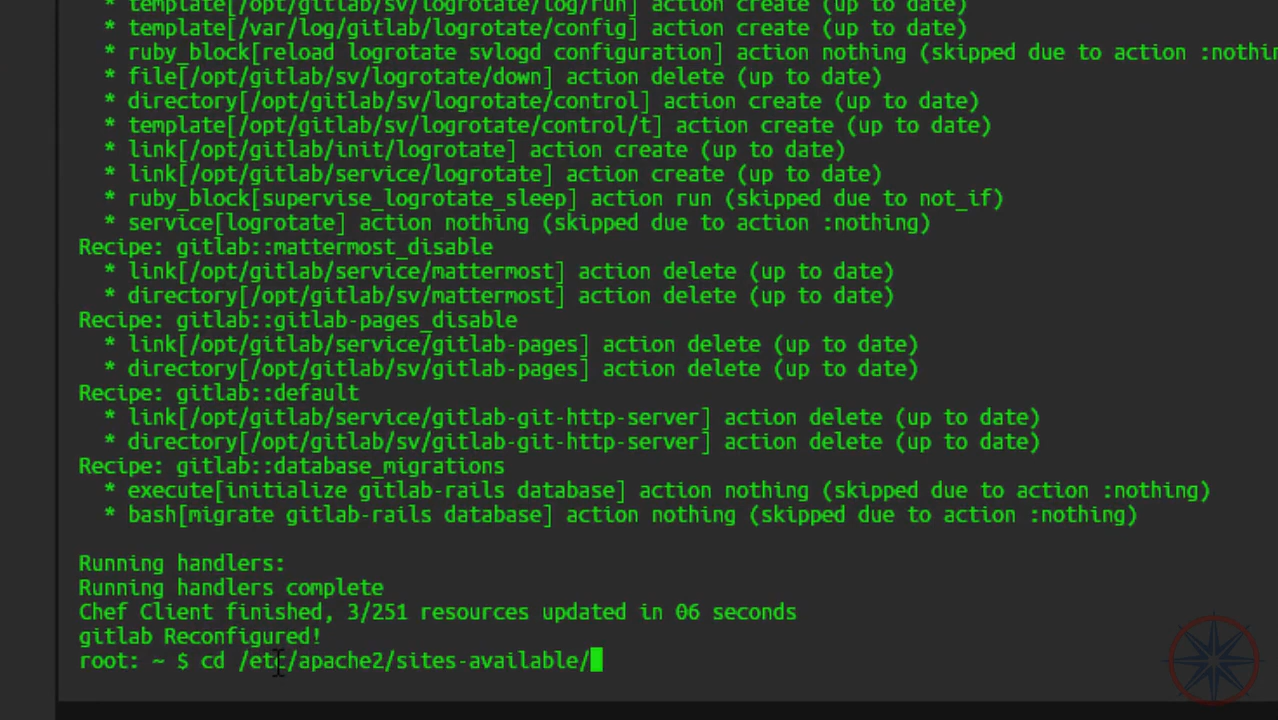 * template[/opt/gitlab/sv/logrotate/log/run] action create (up to date)
* template[/var/log/gitlab/logrotate/config] action create (up to date)
* ruby_block[reload logrotate svlogd configuration] action nothing (skipped due to action :nothin
* file[/opt/gitlab/sv/logrotate/down] action delete (up to date)
* directory[/opt/gitlab/sv/logrotate/control] action create (up to date)
* template[/opt/gitlab/sv/logrotate/control/t] action create (up to date)
* link[/opt/gitlab/init/logrotate] action create (up to date)
* link[/opt/gitlab/service/logrotate] action create (up to date)
* ruby_block[supervise_logrotate_sleep] action run (skipped due to not_if)
* service[logrotate] action nothing (skipped due to action :nothing)
Recipe: gitlab::mattermost_disable
* link[/opt/gitlab/service/mattermost] action delete (up to date)
* directory[/opt/gitlab/sv/mattermost] action delete (up to date)
Recipe: gitlab::gitlab-pages_disable
* link[/opt/gitlab/service/gitlab-pages] action delete (up to date)
* directory[/opt/gitlab/sv/gitlab-pages] action delete (up to date)
Recipe: gitlab::default
* link[/opt/gitlab/service/gitlab-git-http-server] action delete (up to date)
* directory[/opt/gitlab/sv/gitlab-git-http-server] action delete (up to date)
Recipe: gitlab::database_migrations
* execute[initialize gitlab-rails database] action nothing (skipped due to action :nothing)
* bash[migrate gitlab-rails database] action nothing (skipped due to action :nothing)
Running handlers:
Running handlers complete
Chef Client finished, 3/251 resources updated in 06 seconds
gitlab Reconfigured!
root: ~ $ cd /etc/apache2/sites-available/